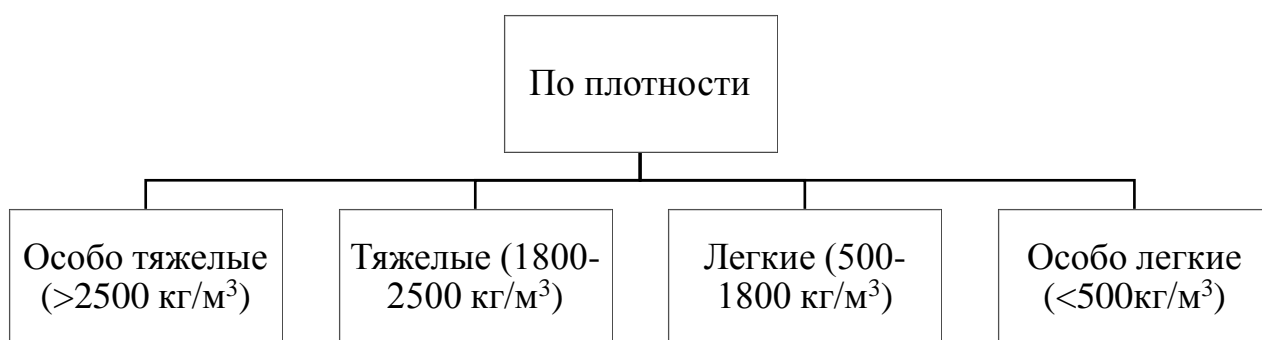 По плотности
Особо тяжелые
(>2500 кг/м³)
Тяжелые (1800-
2500 кг/м³)
Легкие (500-
1800 кг/м³)
Особо легкие
(<500кг/м³)